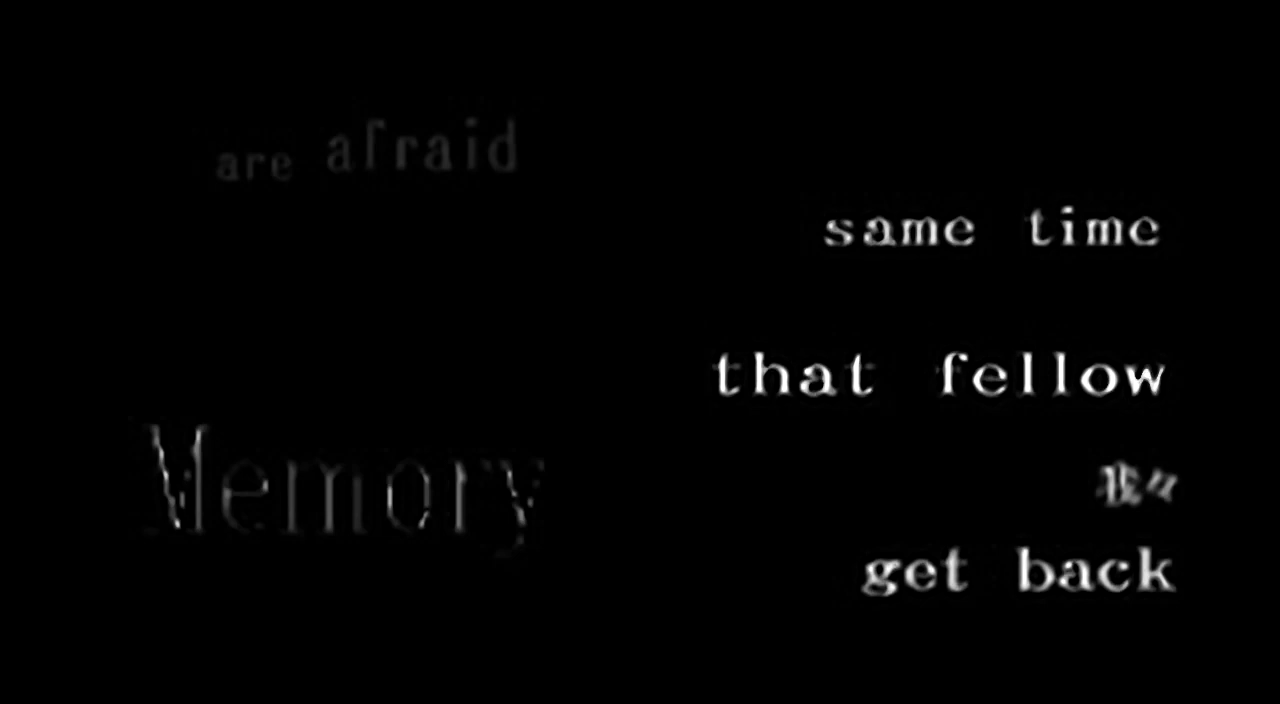 are afraid
same time
that fellow
Memory
我々
get back